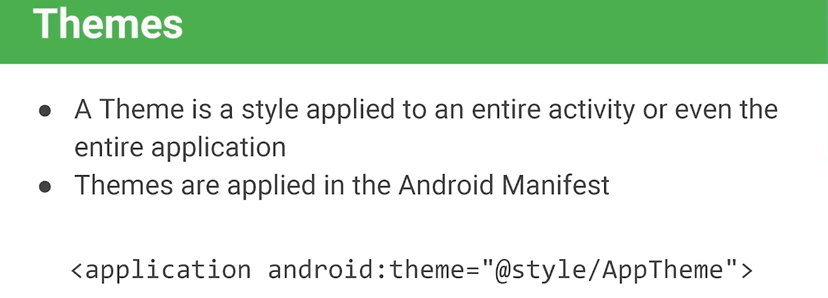 Themes
● A Theme is a style applied to an entire activity or even the
entire application
● Themes are applied in the Android Manifest
<application android:theme="@style/AppTheme">